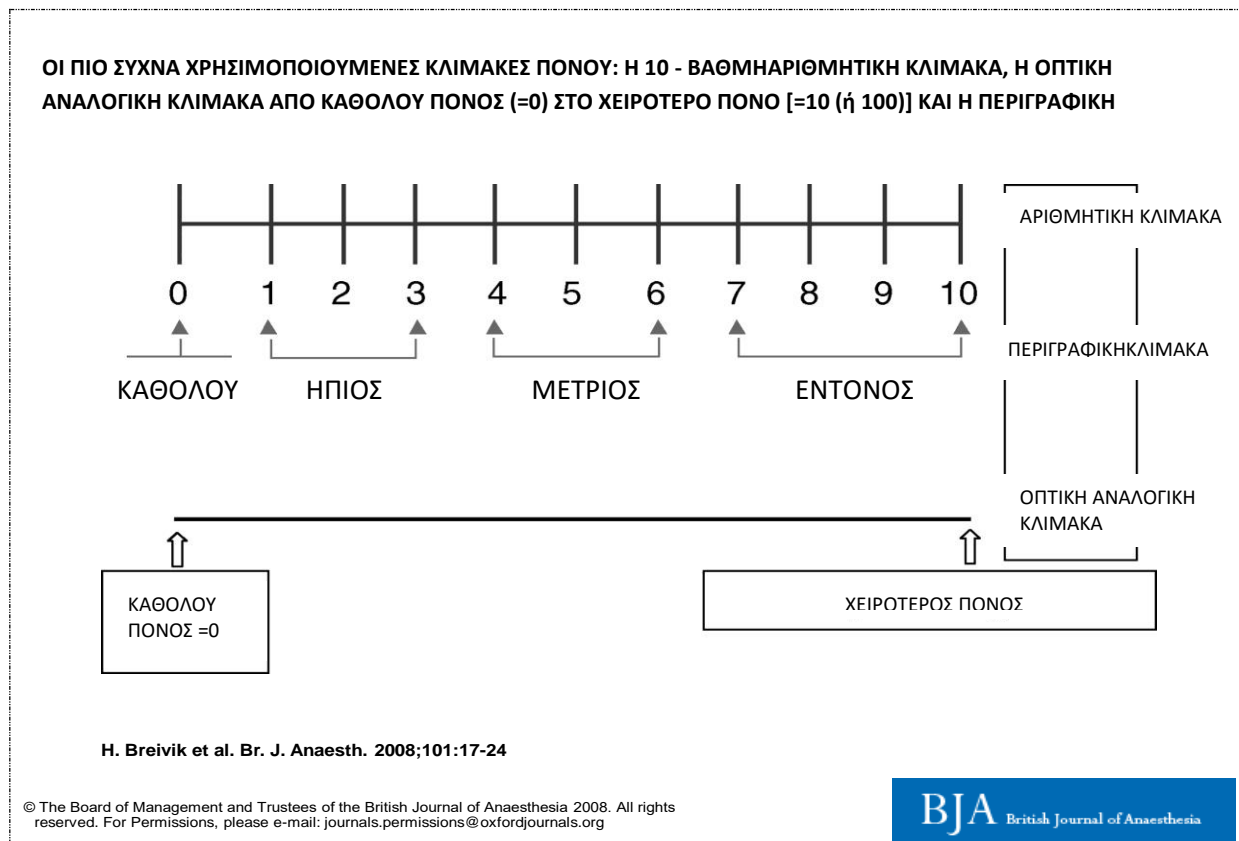 ΟΙ ΠΙΟ ΣΥΧΝΑ ΧΡΗΣΙΜΟΠΟΙΟΥΜΕΝΕΣ ΚΛΙΜΑΚΕΣ ΠΟΝΟΥ: Η 10 - ΒΑΘΜΗΑΡΙΘΜΗΤΙΚΗ ΚΛΙΜΑΚΑ, Η ΟΠΤΙΚΗ
ΑΝΑΛΟΓΙΚΗ ΚΛΙΜΑΚΑ ΑΠΟ ΚΑΘΟΛΟΥ ΠΟΝΟΣ (=0) ΣΤΟ ΧΕΙΡΟΤΕΡΟ ΠΟΝΟ [=10 (ή 100)] ΚΑΙ Η ΠΕΡΙΓΡΑΦΙΚΗ
ΑΡΙΘΜΗΤΙΚΗ ΚΛΙΜΑΚΑ
0 1 2 3 4 5 6 7 8 9 10
ΠΕΡΙΓΡΑΦΙΚΗΚΛΙΜΑΚΑ
ΚΑΘΟΛΟΥ ΗΠΙΟΣ ΜΕΤΡΙΟΣ ΕΝΤΟΝΟΣ
ΟΠΤΙΚΗ ΑΝΑΛΟΓΙΚΗ
ΚΛΙΜΑΚΑ
ΚΑΘΟΛΟΥ
ΠΟΝΟΣ =0
ΧΕΙΡΟΤΕΡΟΣ ΠΟΝΟΣ
H. Breivik et al. Br. J. Anaesth. 2008;101:17-24
© The Board of Management and Trustees of the British Journal of Anaesthesia 2008. All rights
reserved. For Permissions, please e-mail: journals.permissions@oxfordjournals.org
BJA British Journal of Anaesthesia